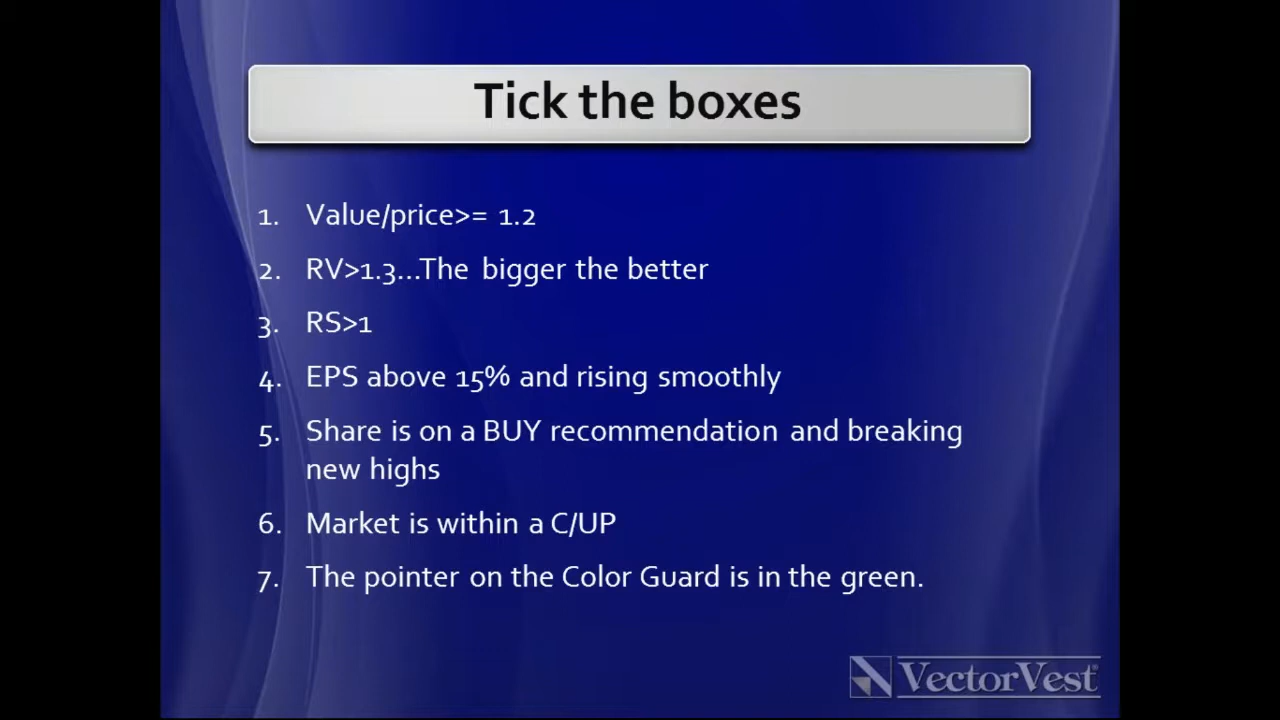 Tick the boxes
1. Value/price>= 1.2
2. RV>1.3...The bigger the better
3. RS>1
4. EPS above 15% and rising smoothly
5. Share is on a BUY recommendation and breaking
new highs
6. Market is within a C/UP
7. The pointer on the Color Guard is in the green.
VectorVest®